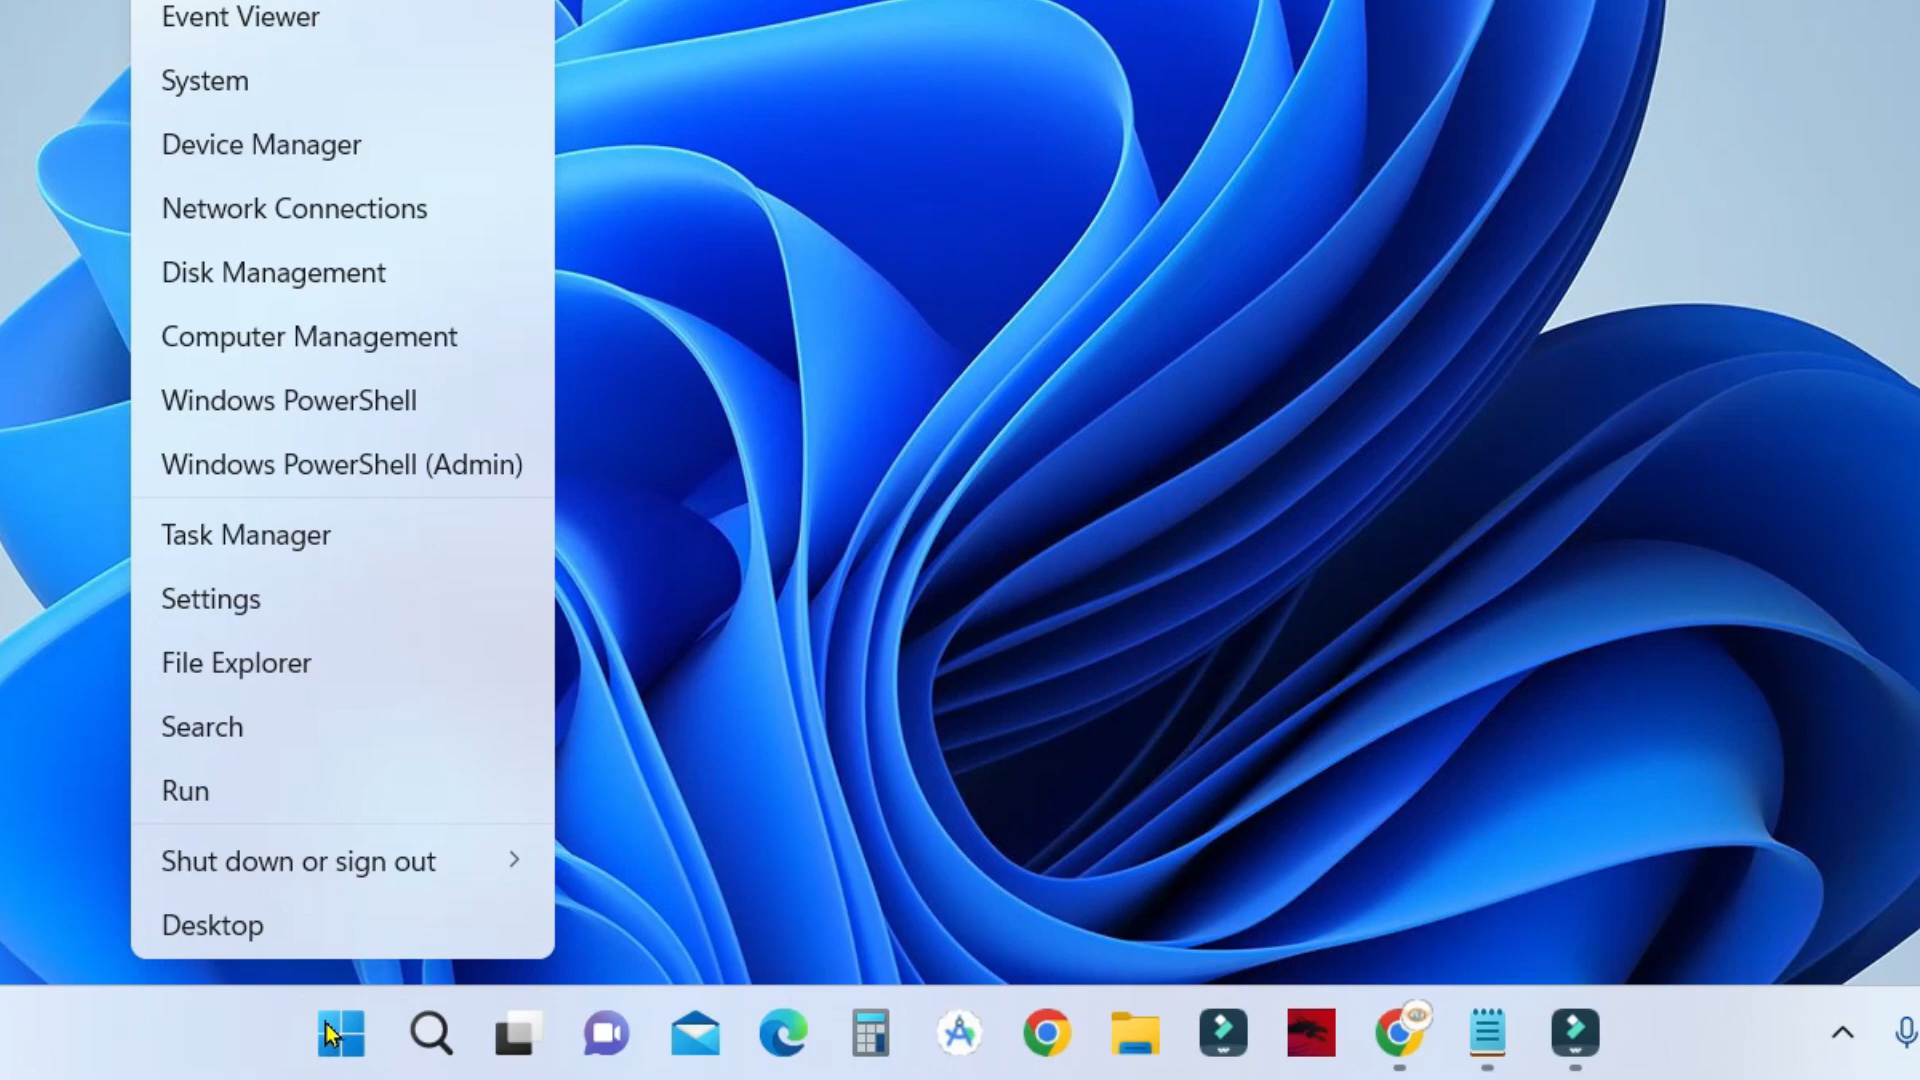 Event Viewer
System
Device Manager
Network Connections
Disk Management
Computer Management
Windows PowerShell
Windows PowerShell (Admin)
Task Manager
Settings
File Explorer
Search
Run
Shut down or sign out
Desktop